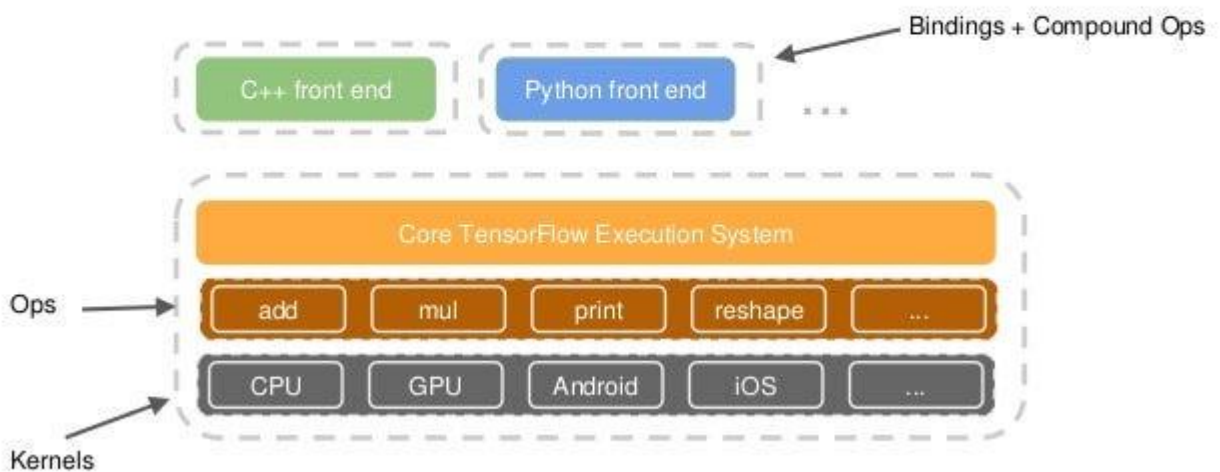 Bindings + Compound Ops
C++ front end
Python front end
...
Core TensorFlow Execution System
Ops
add
mul
print
reshape
...
CPU
GPU
Android
iOS
...
Kernels